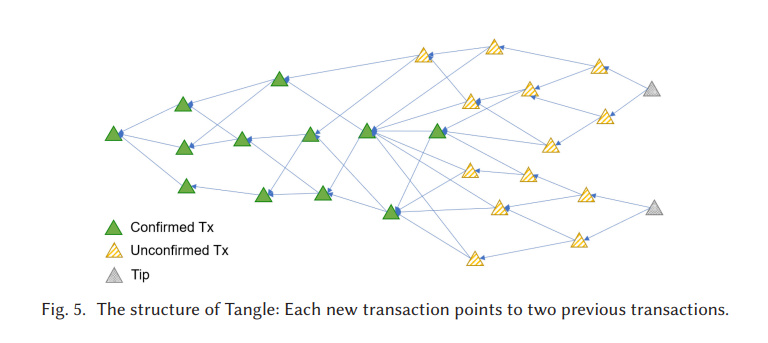 Confirmed Tx
Unconfirmed Tx
Tip
Fig. 5. The structure of Tangle: Each new transaction points to two previous transactions.